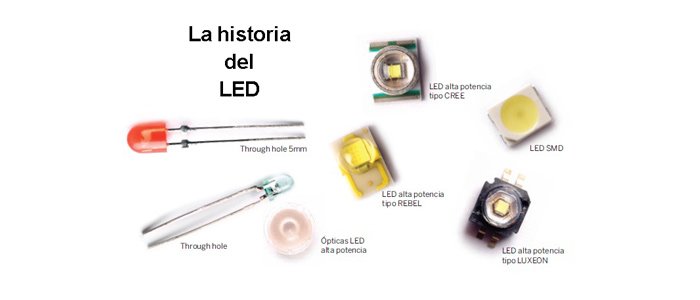 La historia
del
LED
LED alta potencia
tipo CREE
Through hole 5mm
LED SMD
LED alta potencia
tipo REBEL
Through hole
Ópticas LED
alta potencia
LED alta potencia
tipo LUXEON